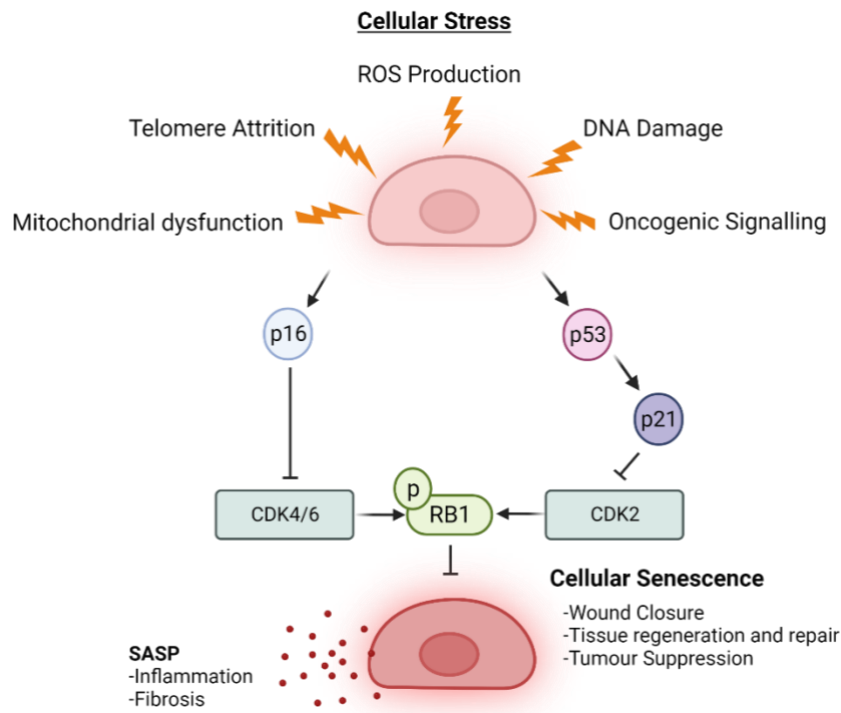 Cellular Stress
ROS Production
Telomere Attrition
DNA Damage
Mitochondrial dysfunction
Oncogenic Signalling
p16
p53
p21
p
CDK4/6
RB1
CDK2
Cellular Senescence
-Wound Closure
-Tissue regeneration and repair
-Tumour Suppression
SASP
-Inflammation
-Fibrosis